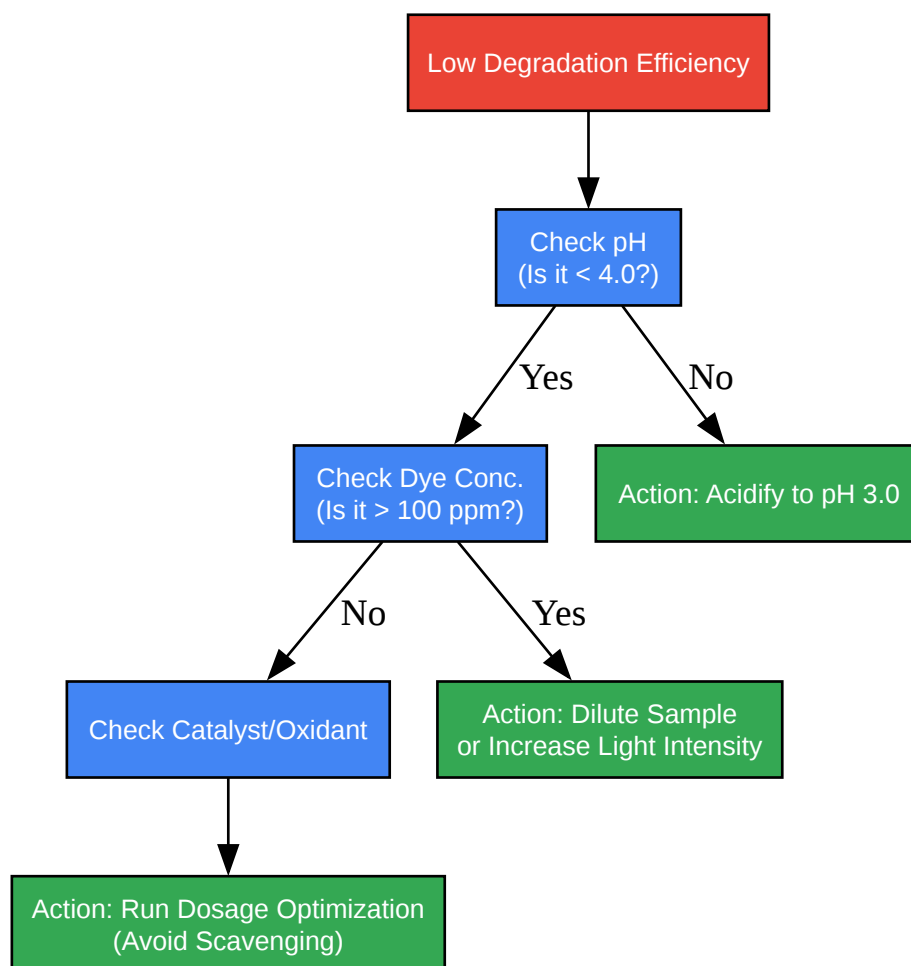 Low Degradation Efficiency
Check pH
(Is it < 4.0?)
Yes
No
Check Dye Conc.
(Is it > 100 ppm?)
Action: Acidify to pH 3.0
No
Yes
Check Catalyst/Oxidant
Action: Dilute Sample
or Increase Light Intensity
Action: Run Dosage Optimization
(Avoid Scavenging)